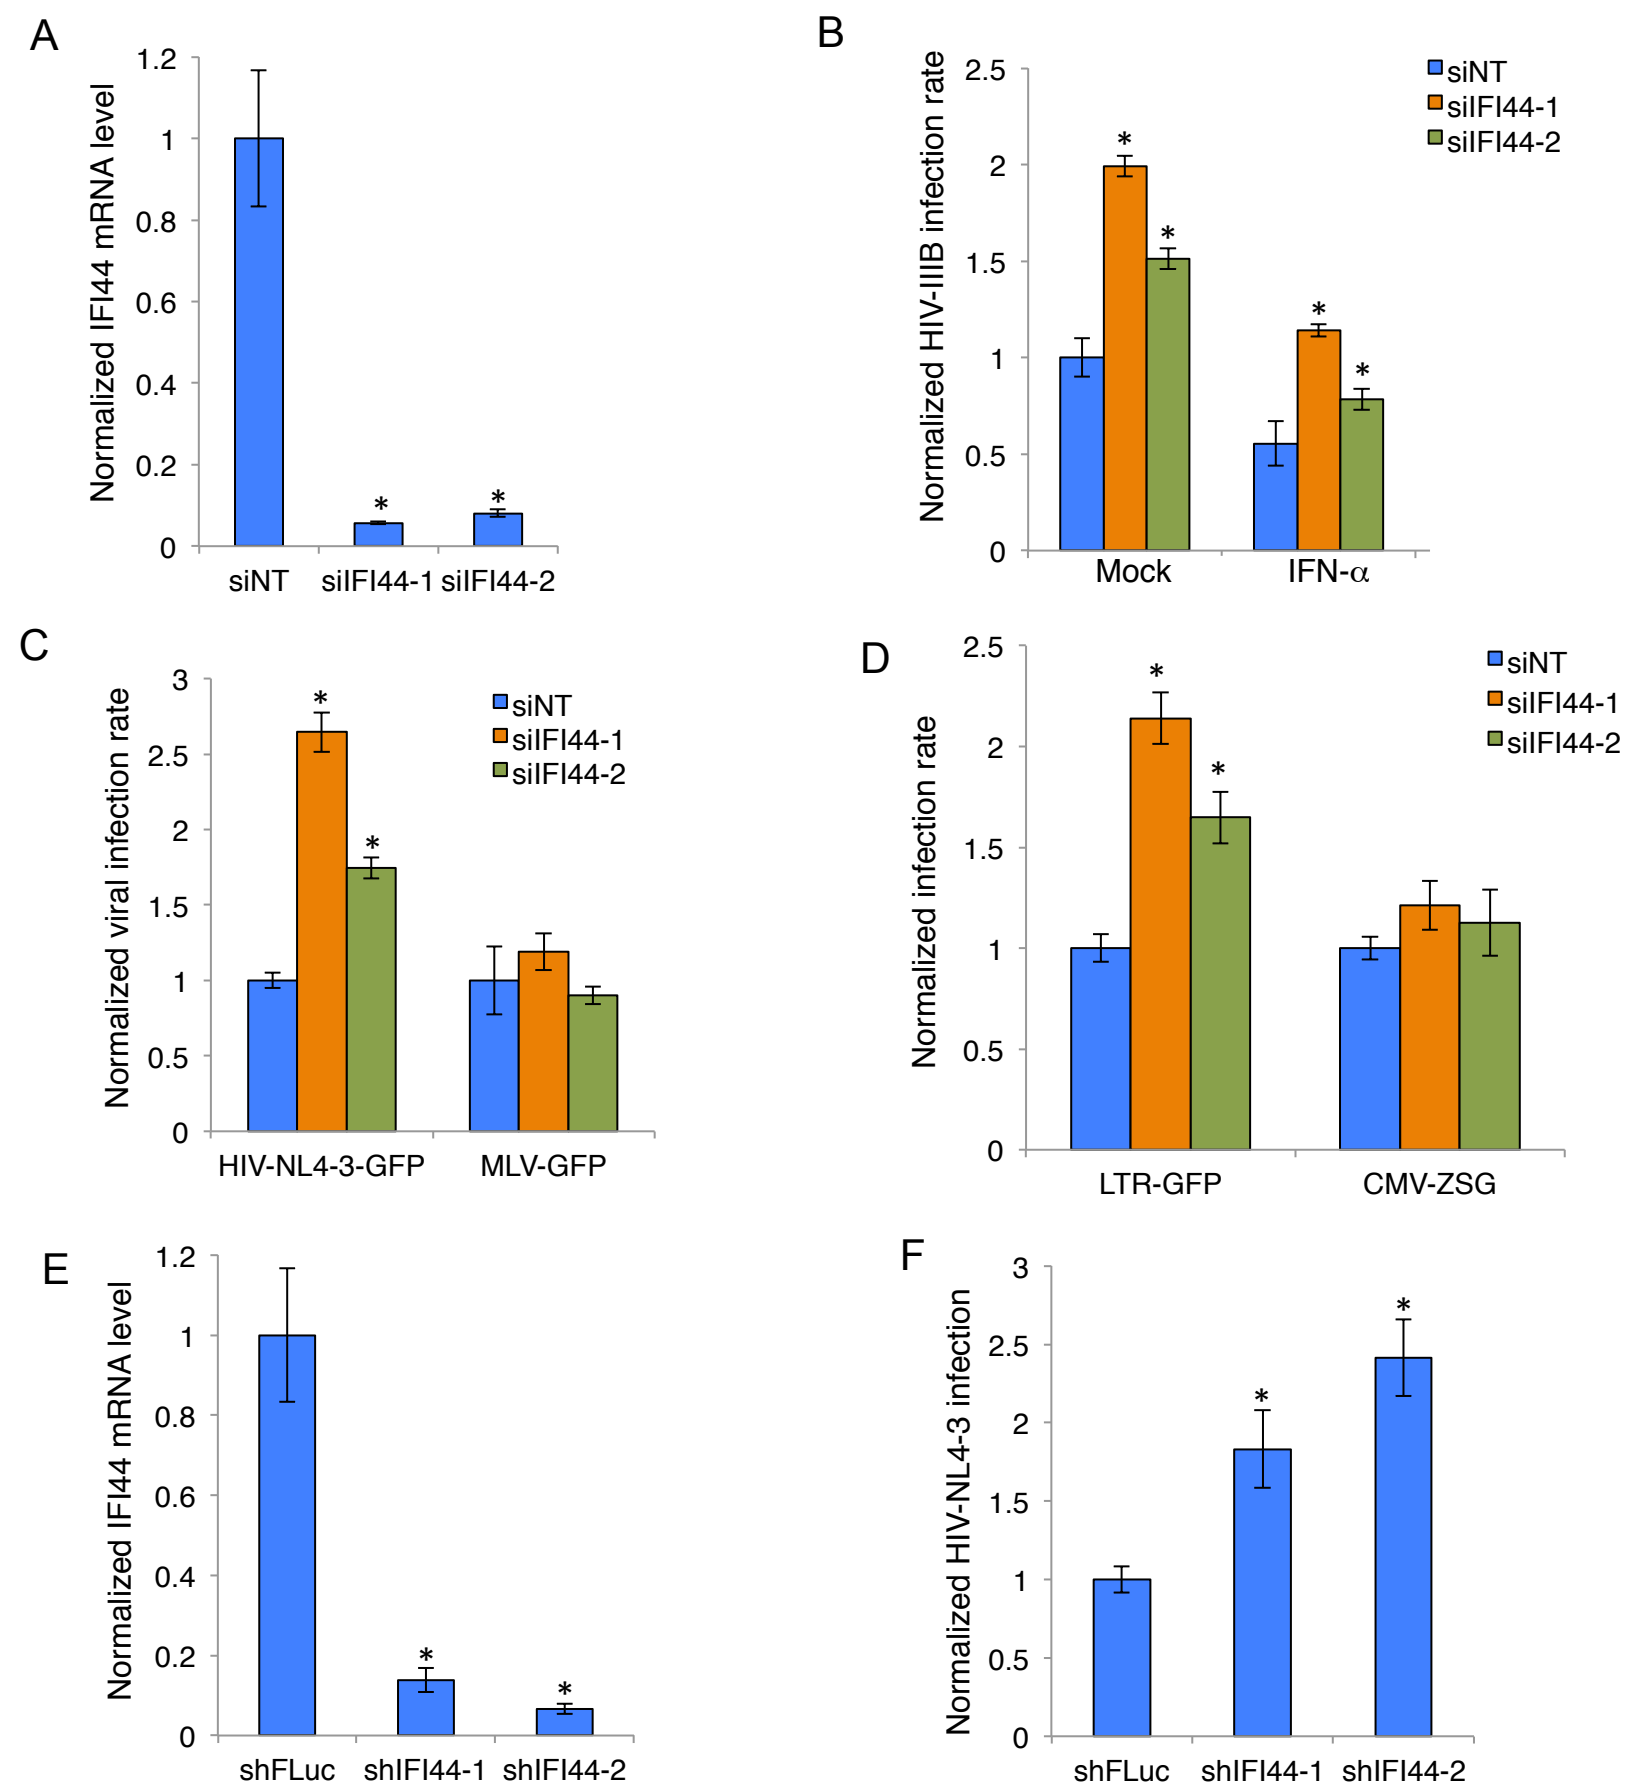 A
Normalized IFI44 mRNA level
1.2
1
0.8
0.6
0.4
0.2
0
*
*
siNT siIFI44-1 siIFI44-2
B
Normalized HIV-IIIB infection rate
2.5
2
1.5
1
0.5
0
*
*
*
*
siNT
siIFI44-1
siIFI44-2
Mock IFN-α
C
Normalized viral infection rate
3
2.5
2
1.5
1
0.5
0
*
*
siNT
siIFI44-1
siIFI44-2
HIV-NL4-3-GFP MLV-GFP
D
Normalized infection rate
2.5
2
1.5
1
0.5
0
*
*
siNT
siIFI44-1
siIFI44-2
LTR-GFP CMV-ZSG
E
Normalized IFI44 mRNA level
1.2
1
0.8
0.6
0.4
0.2
0
*
*
shFLuc shIFI44-1 shIFI44-2
F
Normalized HIV-NL4-3 infection
3
2.5
2
1.5
1
0.5
0
*
*
shFLuc shIFI44-1 shIFI44-2